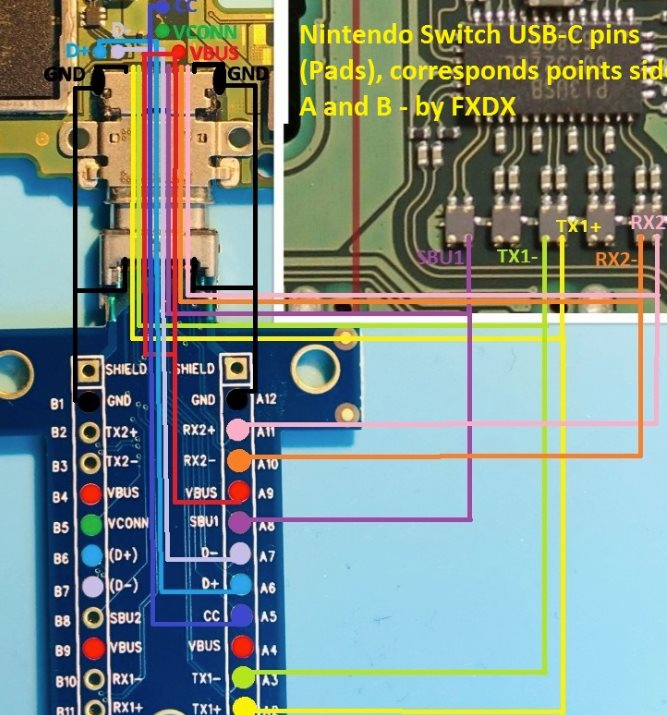 CC
D-
VCONN
D+
VBUS
GND
GND
Nintendo Switch USB-C pins
(Pads), corresponds points sid
A and B - by FXDX
P13USB
TX1+
RX2
SBU1
TX1-
RX2-
SHIELD
SHIELD
B1 GND
GND A12
B2 TX2+
RX2+ A11
B3 TX2-
RX2- A10
B4 VBUS
VBUS A9
B5 VCONN
SBU1 A8
B6 (D+)
D- A7
B7 (D-)
D+ A6
B8 SBU2
CC A5
B9 VBUS
VBUS A4
B10 RX1-
TX1- A3
B11 RX1+
TX1+ A2